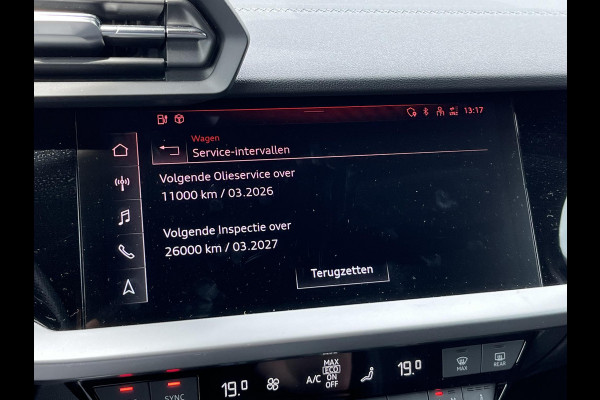 13:17
Wagen
Service-intervallen
Volgende Olieservice over
11000 km / 03.2026
Volgende Inspectie over
26000 km / 03.2027
Terugzetten
SYNC
19.0
A/C
MAX
ECO
ON
OFF
19.0
MAX
REAR